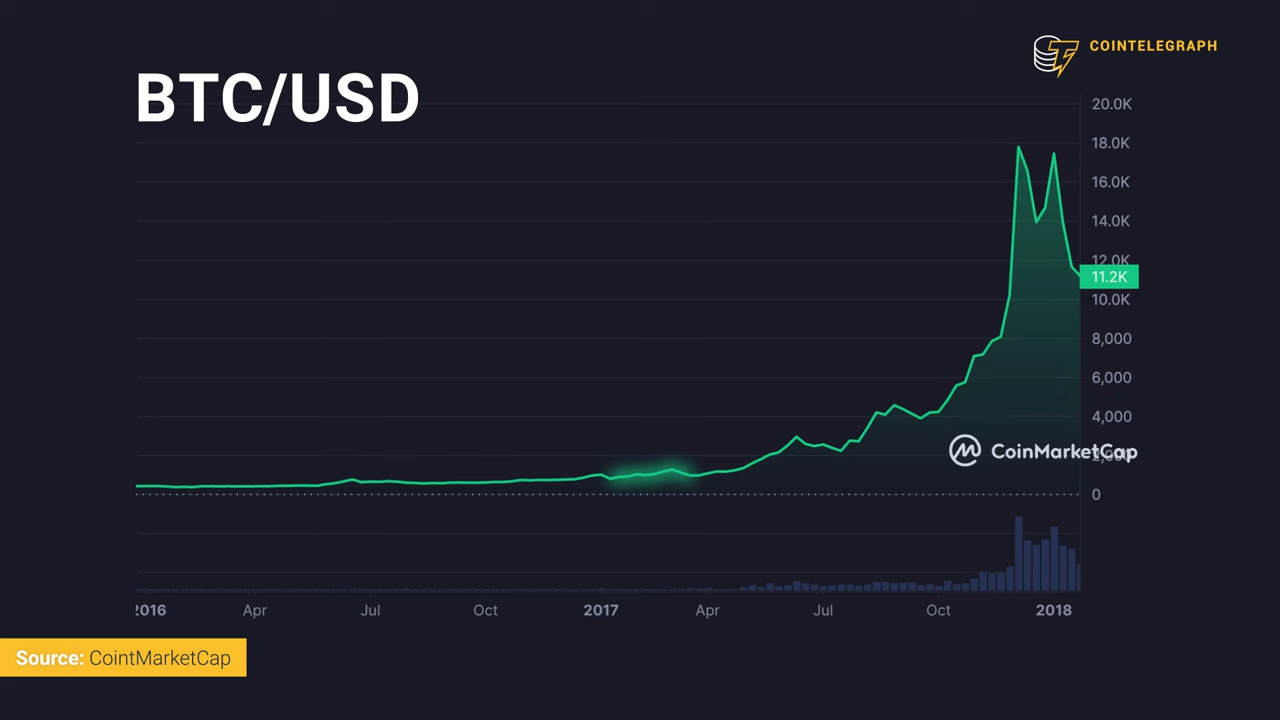 COINTELEGRAPH
BTC/USD
20.0K
18.0K
16.0K
14.0K
12.0K
11.2K
10.0K
8,000
6,000
4,000
CoinMarketCap
0
2016 Apr Jul Oct 2017 Apr Jul Oct 2018
Source: CointMarketCap